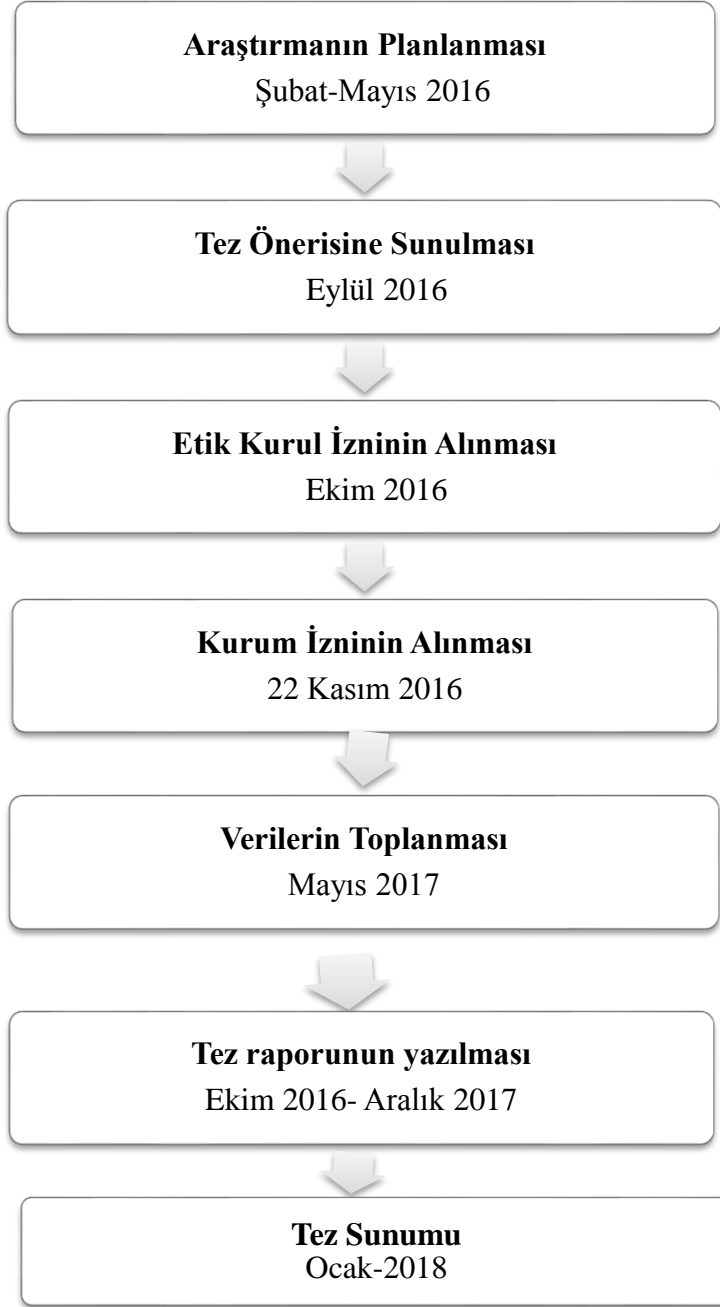 Araştırmanın Planlanması
Şubat-Mayıs 2016
Tez Önerisine Sunulması
Eylül 2016
Etik Kurul İzninin Alınması
Ekim 2016
Kurum İzninin Alınması
22 Kasım 2016
Verilerin Toplanması
Mayıs 2017
Tez raporunun yazılması
Ekim 2016- Aralık 2017
Tez Sunumu
Ocak-2018